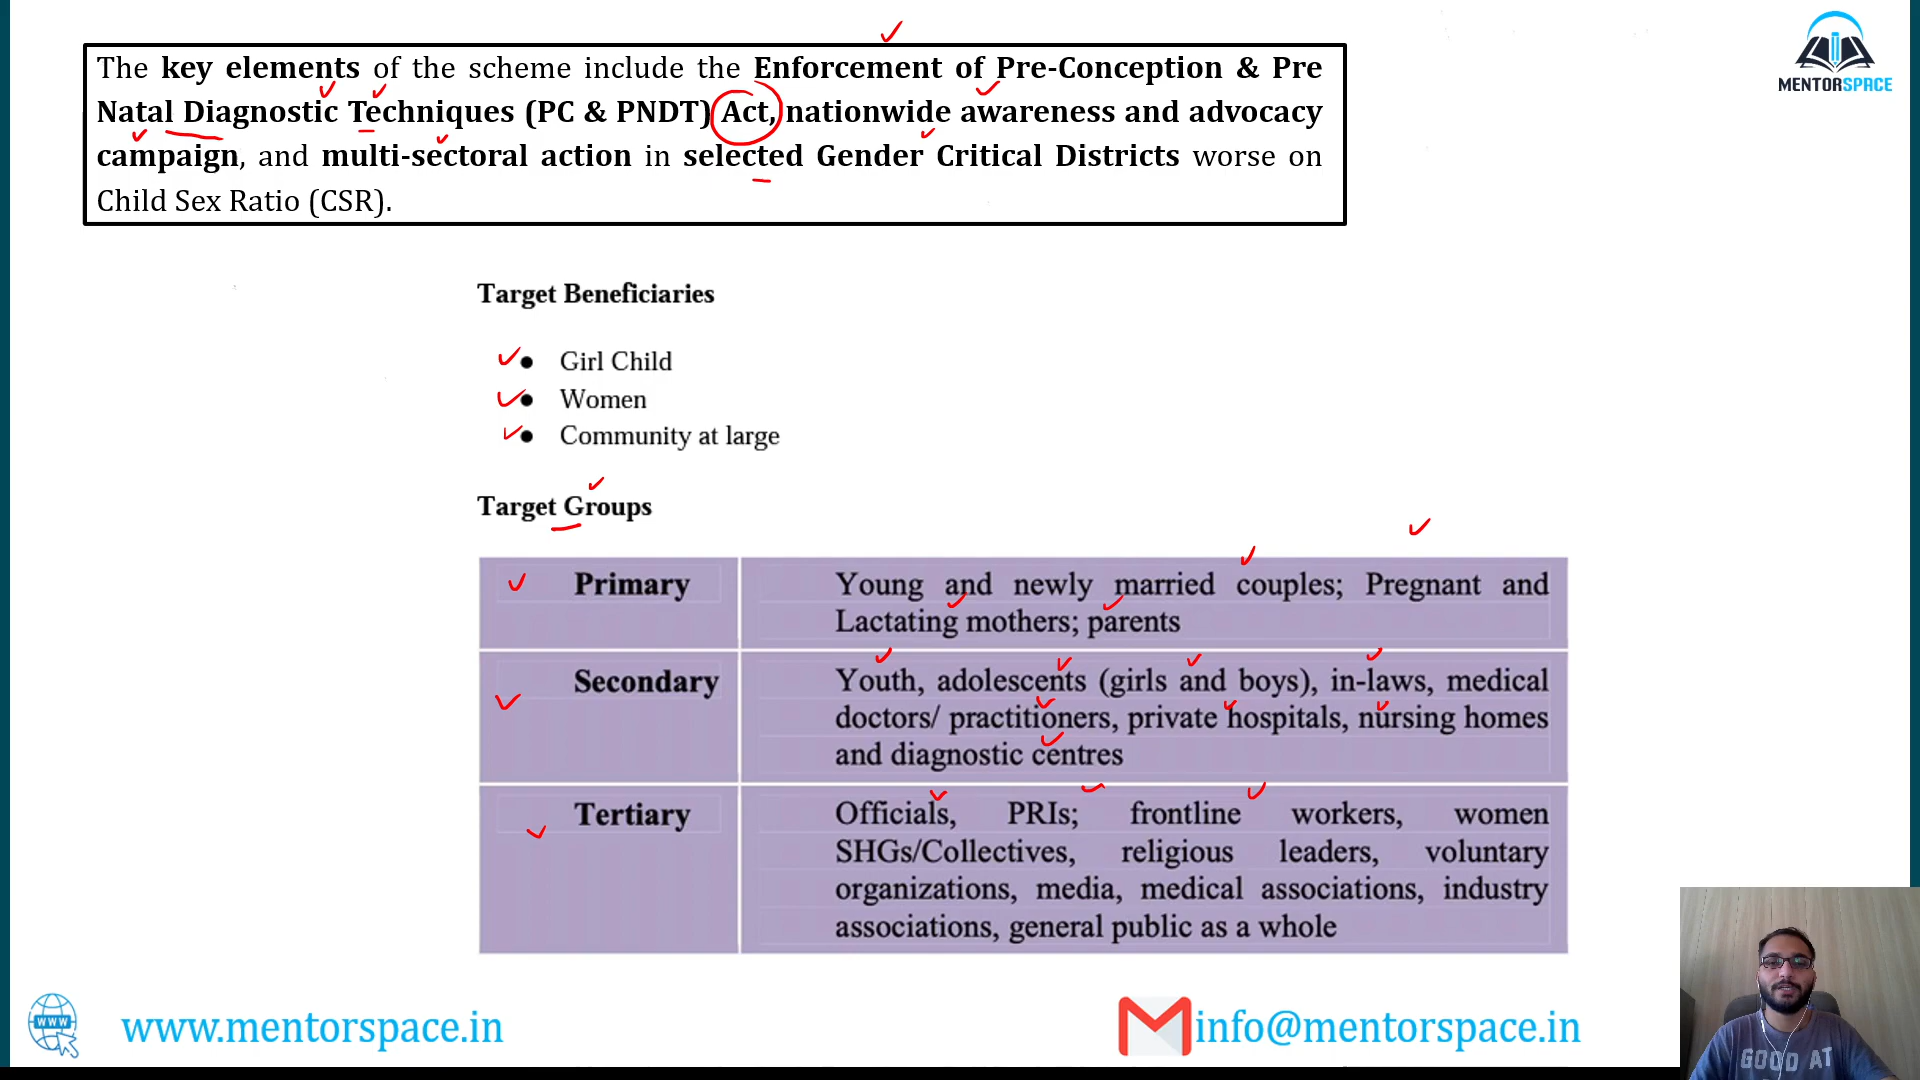 MENTORSPACE
The key elements of the scheme include the Enforcement of Pre-Conception & Pre
Natal Diagnostic Techniques (PC & PNDT) Act, nationwide awareness and advocacy
campaign, and multi-sectoral action in selected Gender Critical Districts worse on
Child Sex Ratio (CSR).
Target Beneficiaries
● Girl Child
● Women
● Community at large
Target Groups
Primary
Young and newly married couples; Pregnant and
Lactating mothers; parents
Secondary
Youth, adolescents (girls and boys), in-laws, medical
doctors/ practitioners, private hospitals, nursing homes
and diagnostic centres
Tertiary
Officials, PRIs; frontline workers, women
SHGs/Collectives, religious leaders, voluntary
organizations, media, medical associations, industry
associations, general public as a whole
WWW
www.mentorspace.in
info@mentorspace.in
GOOD AT